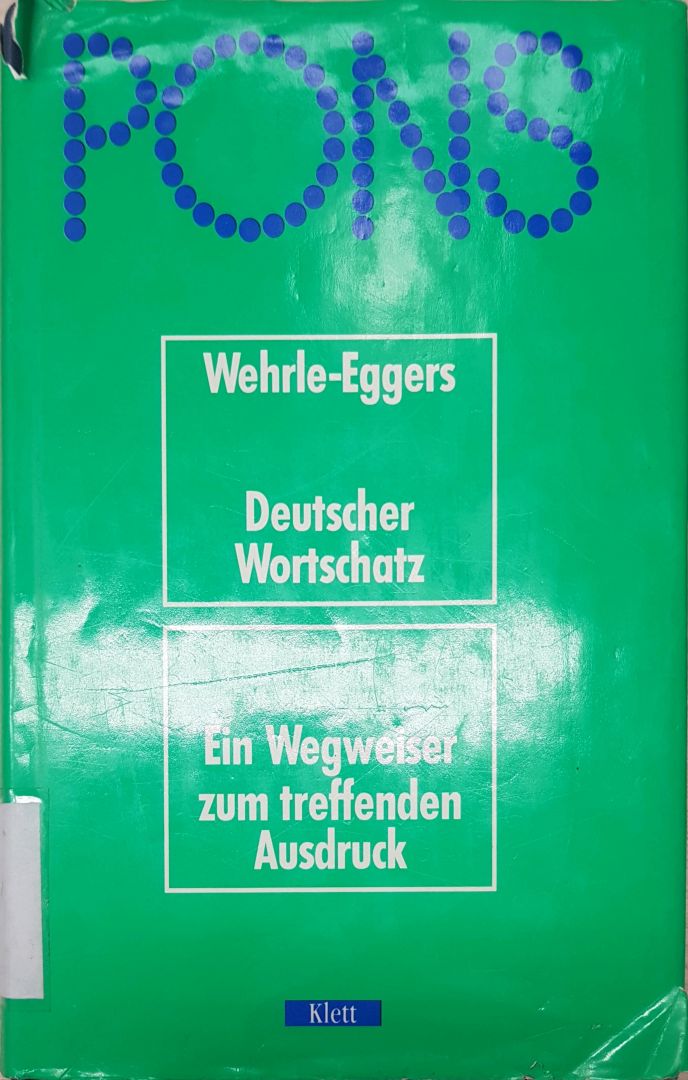 PONS
Wehrle-Eggers
Deutscher
Wortschatz
Ein Wegweiser
zum treffenden
Ausdruck
Klett